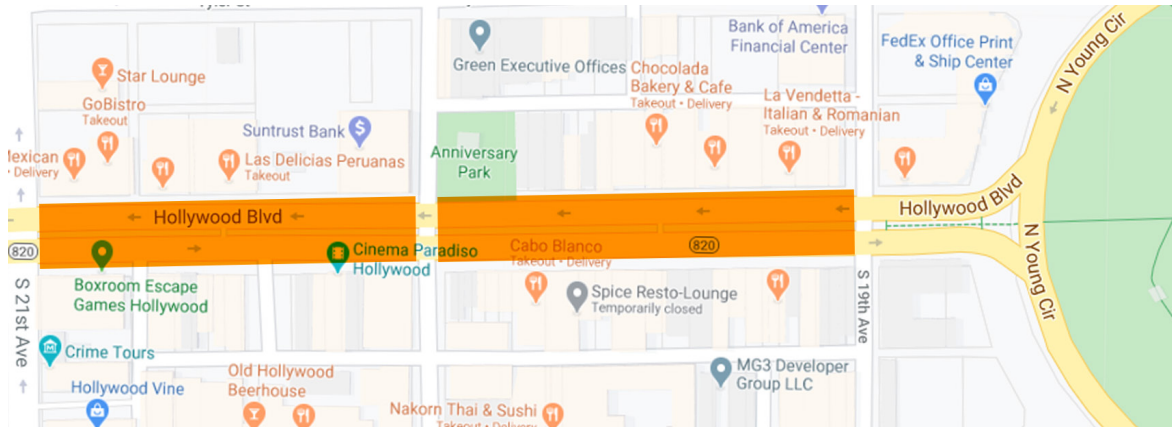 Star Lounge
GoBistro
Takeout
Mexican
• Delivery
Suntrust Bank
Las Delicias Peruanas
Takeout
Green Executive Offices
Anniversary
Park
Chocolada
Bakery & Cafe
Takeout • Delivery
Bank of America
Financial Center
La Vendetta -
Italian & Romanian
Takeout • Delivery
FedEx Office Print
& Ship Center
N Young Cir
Hollywood Blvd
Hollywood Blvd
820
820
Boxroom Escape
Games Hollywood
Cinema Paradiso
Hollywood
Cabo Blanco
Takeout • Delivery
Spice Resto-Lounge
Temporarily closed
S 21st Ave
S 19th Ave
N Young Cir
Crime Tours
Hollywood Vine
Old Hollywood
Beerhouse
Nakorn Thai & Sushi
Takeout • Delivery
MG3 Developer
Group LLC